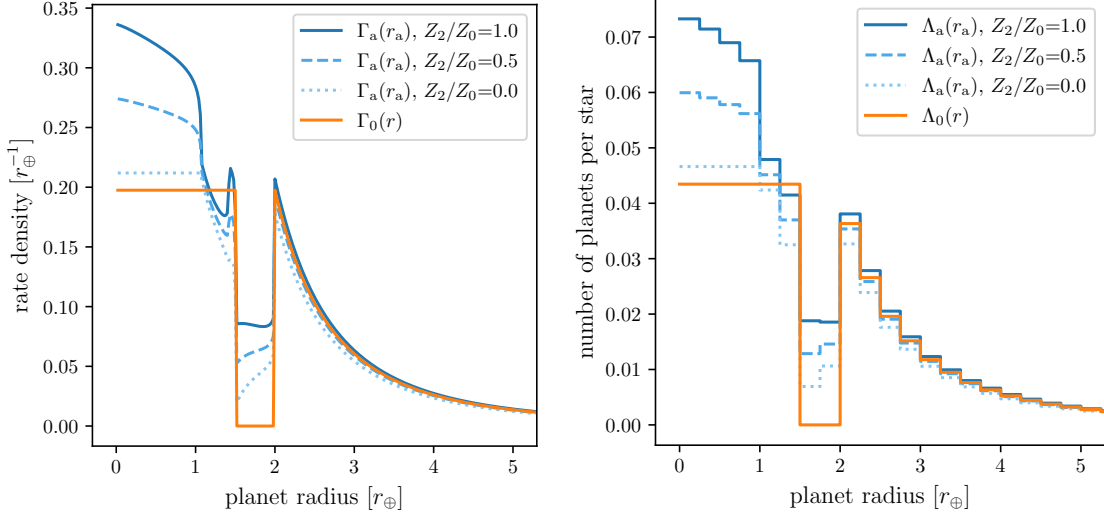 0.35
0.30
0.25
0.20
0.15
0.10
0.05
0.00
rate density [r⊕⁻¹]
Γₐ(rₐ), Z₂/Z₀=1.0
Γₐ(rₐ), Z₂/Z₀=0.5
Γₐ(rₐ), Z₂/Z₀=0.0
Γ₀(r)
0 1 2 3 4 5
planet radius [r⊕]
0.07
0.06
0.05
0.04
0.03
0.02
0.01
0.00
number of planets per star
Λₐ(rₐ), Z₂/Z₀=1.0
Λₐ(rₐ), Z₂/Z₀=0.5
Λₐ(rₐ), Z₂/Z₀=0.0
Λ₀(r)
0 1 2 3 4 5
planet radius [r⊕]